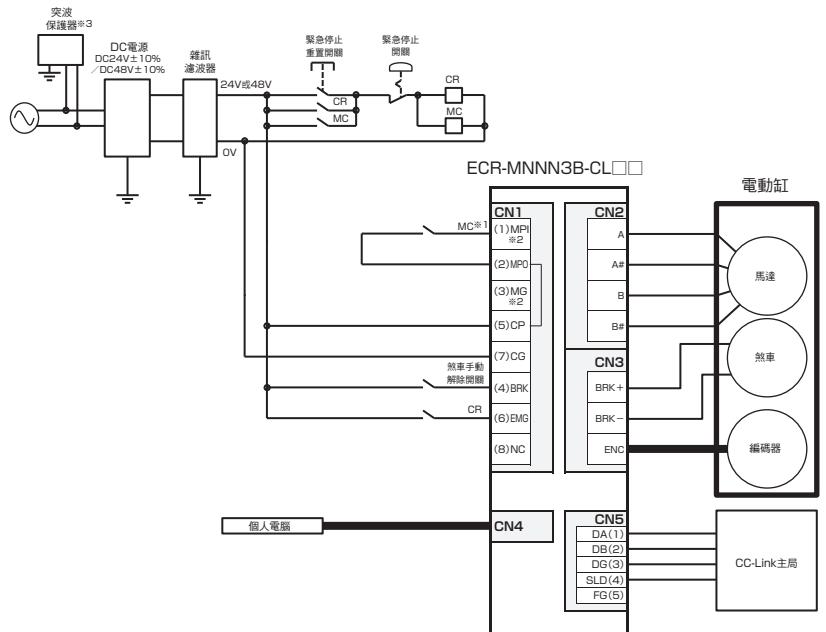 突波
保護器※3
DC電源
DC24V±10%
╱DC48V±10%
雜訊
濾波器
24V或48V
0V
緊急停止
重置開關
緊急停止
開關
CR
MC
CR
MC
ECR-MNNN3B-CL□□
電動缸
CN1
MC※1
(1)MPI
※2
(2)MPO
(3)MG
※2
(5)CP
(7)CG
煞車手動
解除開關
(4)BRK
CR
(6)EMG
(8)NC
CN2
A
A#
B
B#
CN3
BRK+
BRK−
ENC
馬達
煞車
編碼器
個人電腦
CN4
CN5
DA(1)
DB(2)
DG(3)
SLD(4)
FG(5)
CC-Link主局